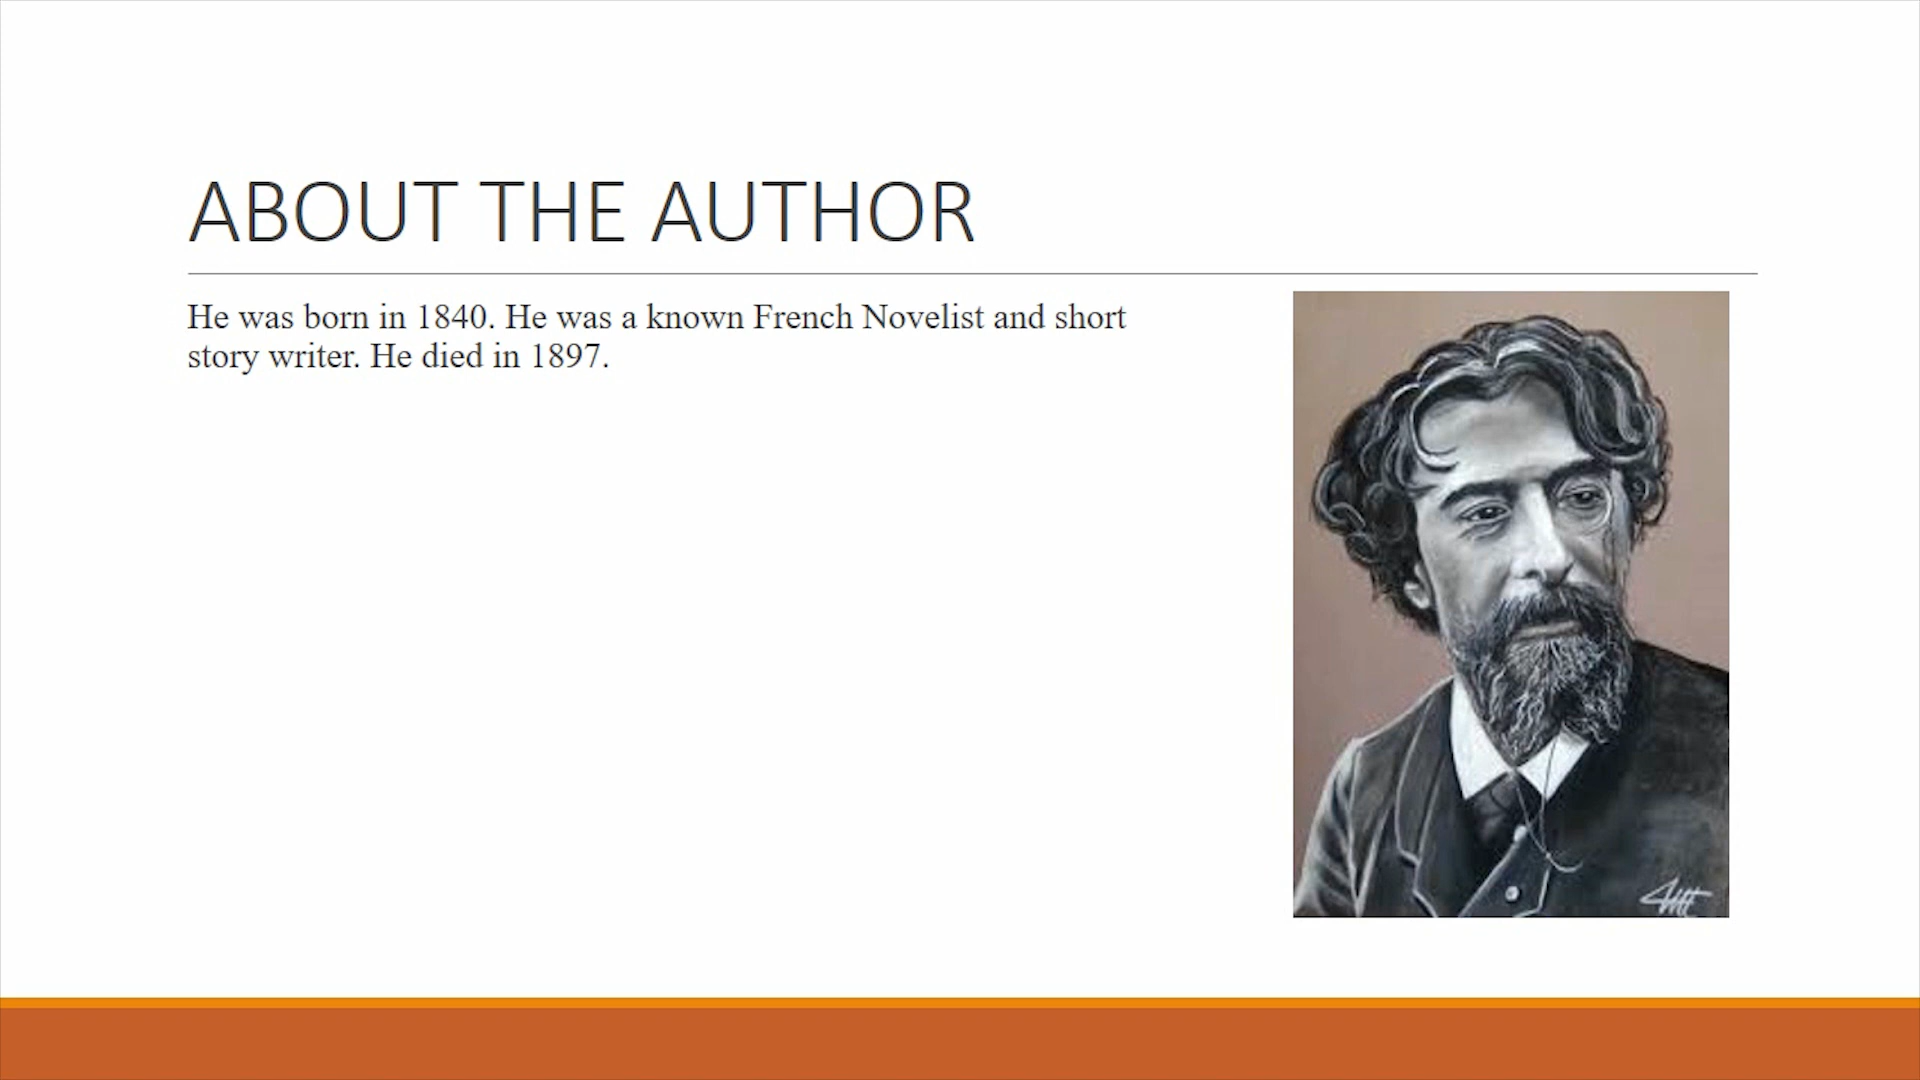 ABOUT THE AUTHOR
He was born in 1840. He was a known French Novelist and short
story writer. He died in 1897.